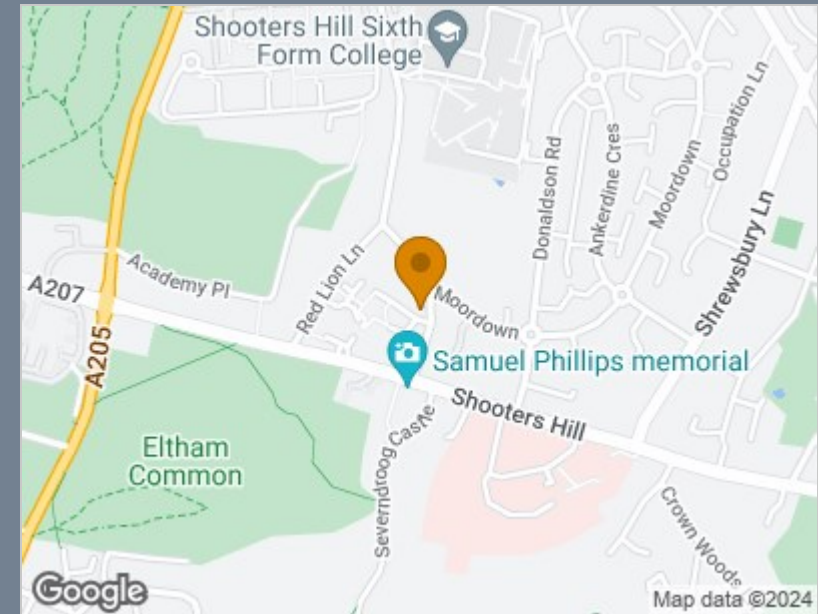 Shooters Hill Sixth
Form College
Occupation Ln
Donaldson Rd
Ankerdine Cres
Moordown
Shrewsbury Ln
Red Lion Ln
Academy Pl
A207
Moordown
A205
Samuel Phillips memorial
Shooters Hill
Eltham
Common
Severndroog Castle
Crown Woods
Google
Map data ©2024